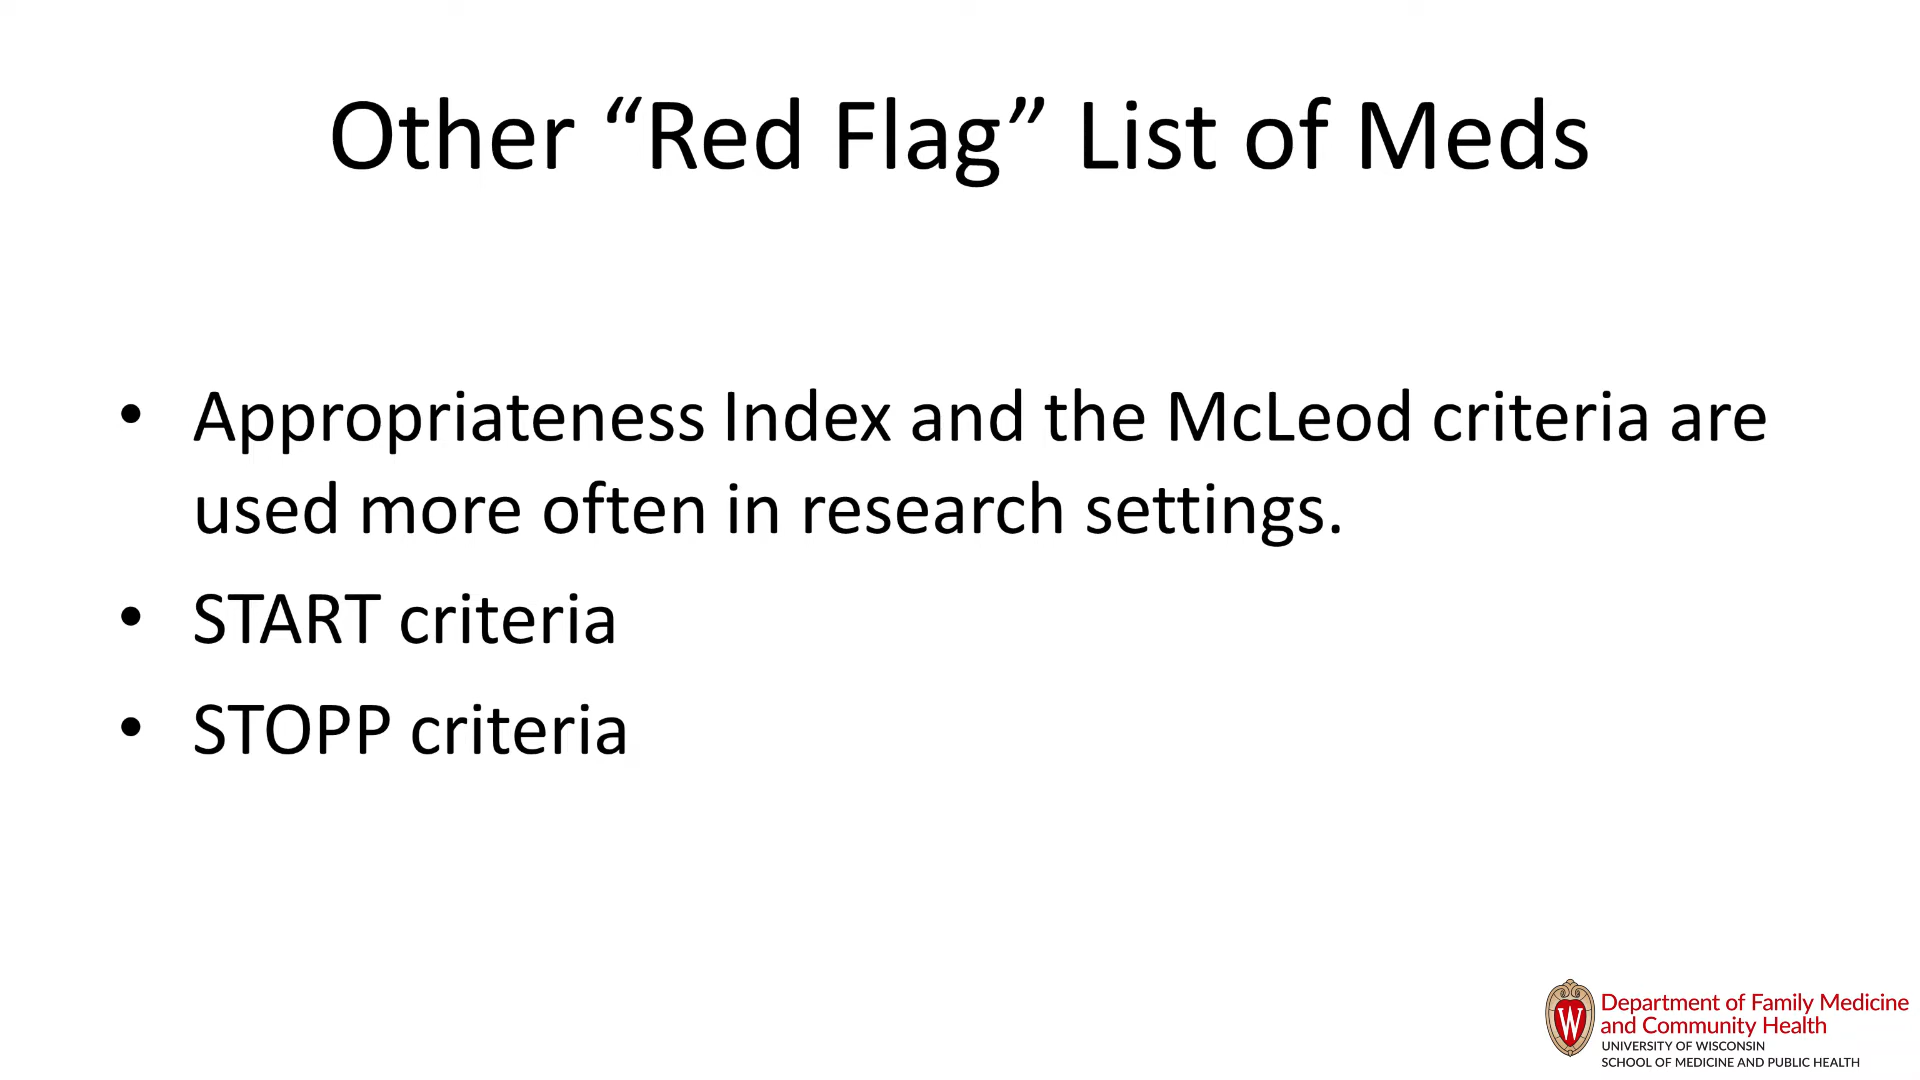 Other “Red Flag” List of Meds
• Appropriateness Index and the McLeod criteria are
used more often in research settings.
• START criteria
• STOPP criteria
W
Department of Family Medicine
and Community Health
UNIVERSITY OF WISCONSIN
SCHOOL OF MEDICINE AND PUBLIC HEALTH